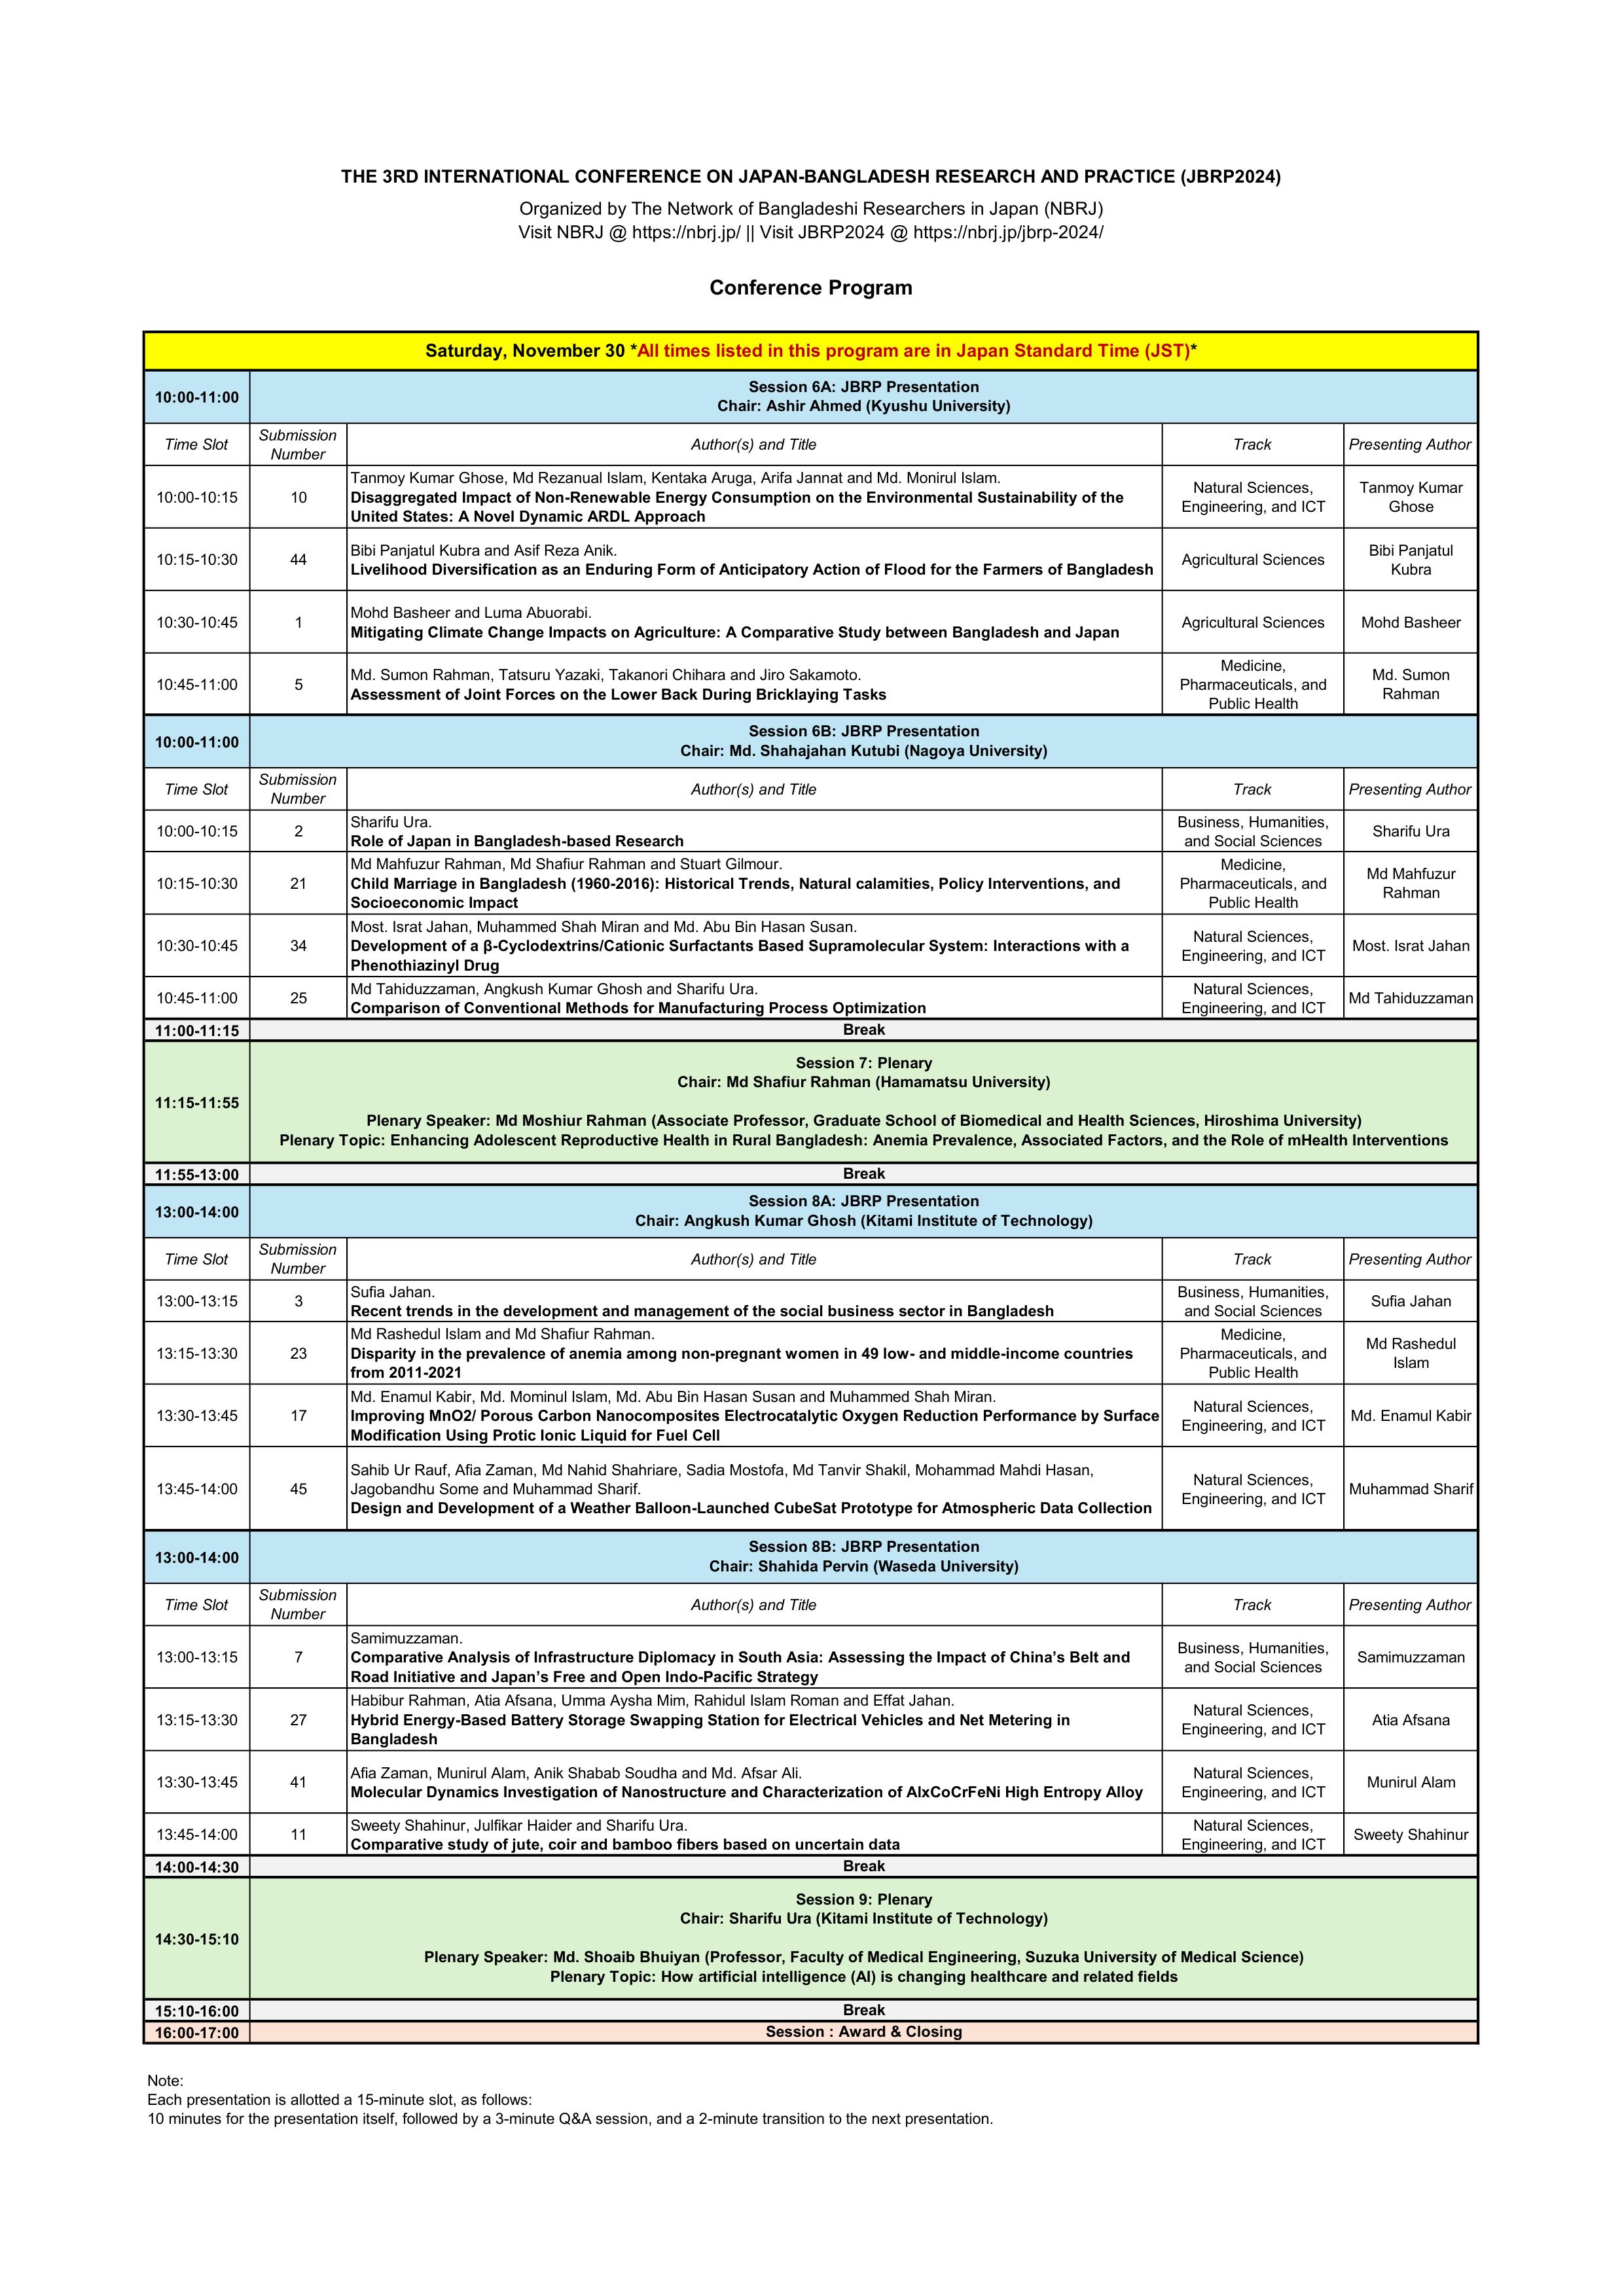 THE 3RD INTERNATIONAL CONFERENCE ON JAPAN-BANGLADESH RESEARCH AND PRACTICE (JBRP2024)
Organized by The Network of Bangladeshi Researchers in Japan (NBRJ)
Visit NBRJ @ https://nbrj.jp/ || Visit JBRP2024 @ https://nbrj.jp/jbrp-2024/
Conference Program
Saturday, November 30 *All times listed in this program are in Japan Standard Time (JST)*
10:00-11:00
Session 6A: JBRP Presentation
Chair: Ashir Ahmed (Kyushu University)
Time Slot
Submission
Number
Author(s) and Title
Track
Presenting Author
10:00-10:15
10
Tanmoy Kumar Ghose, Md Rezanual Islam, Kentaka Aruga, Arifa Jannat and Md. Monirul Islam.
Disaggregated Impact of Non-Renewable Energy Consumption on the Environmental Sustainability of the
United States: A Novel Dynamic ARDL Approach
Natural Sciences,
Engineering, and ICT
Tanmoy Kumar
Ghose
10:15-10:30
44
Bibi Panjatul Kubra and Asif Reza Anik.
Livelihood Diversification as an Enduring Form of Anticipatory Action of Flood for the Farmers of Bangladesh
Agricultural Sciences
Bibi Panjatul
Kubra
10:30-10:45
1
Mohd Basheer and Luma Abuorabi.
Mitigating Climate Change Impacts on Agriculture: A Comparative Study between Bangladesh and Japan
Agricultural Sciences
Mohd Basheer
10:45-11:00
5
Md. Sumon Rahman, Tatsuru Yazaki, Takanori Chihara and Jiro Sakamoto.
Assessment of Joint Forces on the Lower Back During Bricklaying Tasks
Medicine,
Pharmaceuticals, and
Public Health
Md. Sumon
Rahman
10:00-11:00
Session 6B: JBRP Presentation
Chair: Md. Shahajahan Kutubi (Nagoya University)
Time Slot
Submission
Number
Author(s) and Title
Track
Presenting Author
10:00-10:15
2
Sharifu Ura.
Role of Japan in Bangladesh-based Research
Business, Humanities,
and Social Sciences
Sharifu Ura
10:15-10:30
21
Md Mahfuzur Rahman, Md Shafiur Rahman and Stuart Gilmour.
Child Marriage in Bangladesh (1960-2016): Historical Trends, Natural calamities, Policy Interventions, and
Socioeconomic Impact
Medicine,
Pharmaceuticals, and
Public Health
Md Mahfuzur
Rahman
10:30-10:45
34
Most. Israt Jahan, Muhammed Shah Miran and Md. Abu Bin Hasan Susan.
Development of a β-Cyclodextrins/Cationic Surfactants Based Supramolecular System: Interactions with a
Phenothiazinyl Drug
Natural Sciences,
Engineering, and ICT
Most. Israt Jahan
10:45-11:00
25
Md Tahiduzzaman, Angkush Kumar Ghosh and Sharifu Ura.
Comparison of Conventional Methods for Manufacturing Process Optimization
Natural Sciences,
Engineering, and ICT
Md Tahiduzzaman
11:00-11:15
Break
11:15-11:55
Session 7: Plenary
Chair: Md Shafiur Rahman (Hamamatsu University)
Plenary Speaker: Md Moshiur Rahman (Associate Professor, Graduate School of Biomedical and Health Sciences, Hiroshima University)
Plenary Topic: Enhancing Adolescent Reproductive Health in Rural Bangladesh: Anemia Prevalence, Associated Factors, and the Role of mHealth Interventions
11:55-13:00
Break
13:00-14:00
Session 8A: JBRP Presentation
Chair: Angkush Kumar Ghosh (Kitami Institute of Technology)
Time Slot
Submission
Number
Author(s) and Title
Track
Presenting Author
13:00-13:15
3
Sufia Jahan.
Recent trends in the development and management of the social business sector in Bangladesh
Business, Humanities,
and Social Sciences
Sufia Jahan
13:15-13:30
23
Md Rashedul Islam and Md Shafiur Rahman.
Disparity in the prevalence of anemia among non-pregnant women in 49 low- and middle-income countries
from 2011-2021
Medicine,
Pharmaceuticals, and
Public Health
Md Rashedul
Islam
13:30-13:45
17
Md. Enamul Kabir, Md. Mominul Islam, Md. Abu Bin Hasan Susan and Muhammed Shah Miran.
Improving MnO2/ Porous Carbon Nanocomposites Electrocatalytic Oxygen Reduction Performance by Surface
Modification Using Protic Ionic Liquid for Fuel Cell
Natural Sciences,
Engineering, and ICT
Md. Enamul Kabir
13:45-14:00
45
Sahib Ur Rauf, Afia Zaman, Md Nahid Shahriare, Sadia Mostofa, Md Tanvir Shakil, Mohammad Mahdi Hasan,
Jagobandhu Some and Muhammad Sharif.
Design and Development of a Weather Balloon-Launched CubeSat Prototype for Atmospheric Data Collection
Natural Sciences,
Engineering, and ICT
Muhammad Sharif
13:00-14:00
Session 8B: JBRP Presentation
Chair: Shahida Pervin (Waseda University)
Time Slot
Submission
Number
Author(s) and Title
Track
Presenting Author
13:00-13:15
7
Samimuzzaman.
Comparative Analysis of Infrastructure Diplomacy in South Asia: Assessing the Impact of China’s Belt and
Road Initiative and Japan’s Free and Open Indo-Pacific Strategy
Business, Humanities,
and Social Sciences
Samimuzzaman
13:15-13:30
27
Habibur Rahman, Atia Afsana, Umma Aysha Mim, Rahidul Islam Roman and Effat Jahan.
Hybrid Energy-Based Battery Storage Swapping Station for Electrical Vehicles and Net Metering in
Bangladesh
Natural Sciences,
Engineering, and ICT
Atia Afsana
13:30-13:45
41
Afia Zaman, Munirul Alam, Anik Shabab Soudha and Md. Afsar Ali.
Molecular Dynamics Investigation of Nanostructure and Characterization of AlxCoCrFeNi High Entropy Alloy
Natural Sciences,
Engineering, and ICT
Munirul Alam
13:45-14:00
11
Sweety Shahinur, Julfikar Haider and Sharifu Ura.
Comparative study of jute, coir and bamboo fibers based on uncertain data
Natural Sciences,
Engineering, and ICT
Sweety Shahinur
14:00-14:30
Break
14:30-15:10
Session 9: Plenary
Chair: Sharifu Ura (Kitami Institute of Technology)
Plenary Speaker: Md. Shoaib Bhuiyan (Professor, Faculty of Medical Engineering, Suzuka University of Medical Science)
Plenary Topic: How artificial intelligence (AI) is changing healthcare and related fields
15:10-16:00
Break
16:00-17:00
Session : Award & Closing
Note:
Each presentation is allotted a 15-minute slot, as follows:
10 minutes for the presentation itself, followed by a 3-minute Q&A session, and a 2-minute transition to the next presentation.